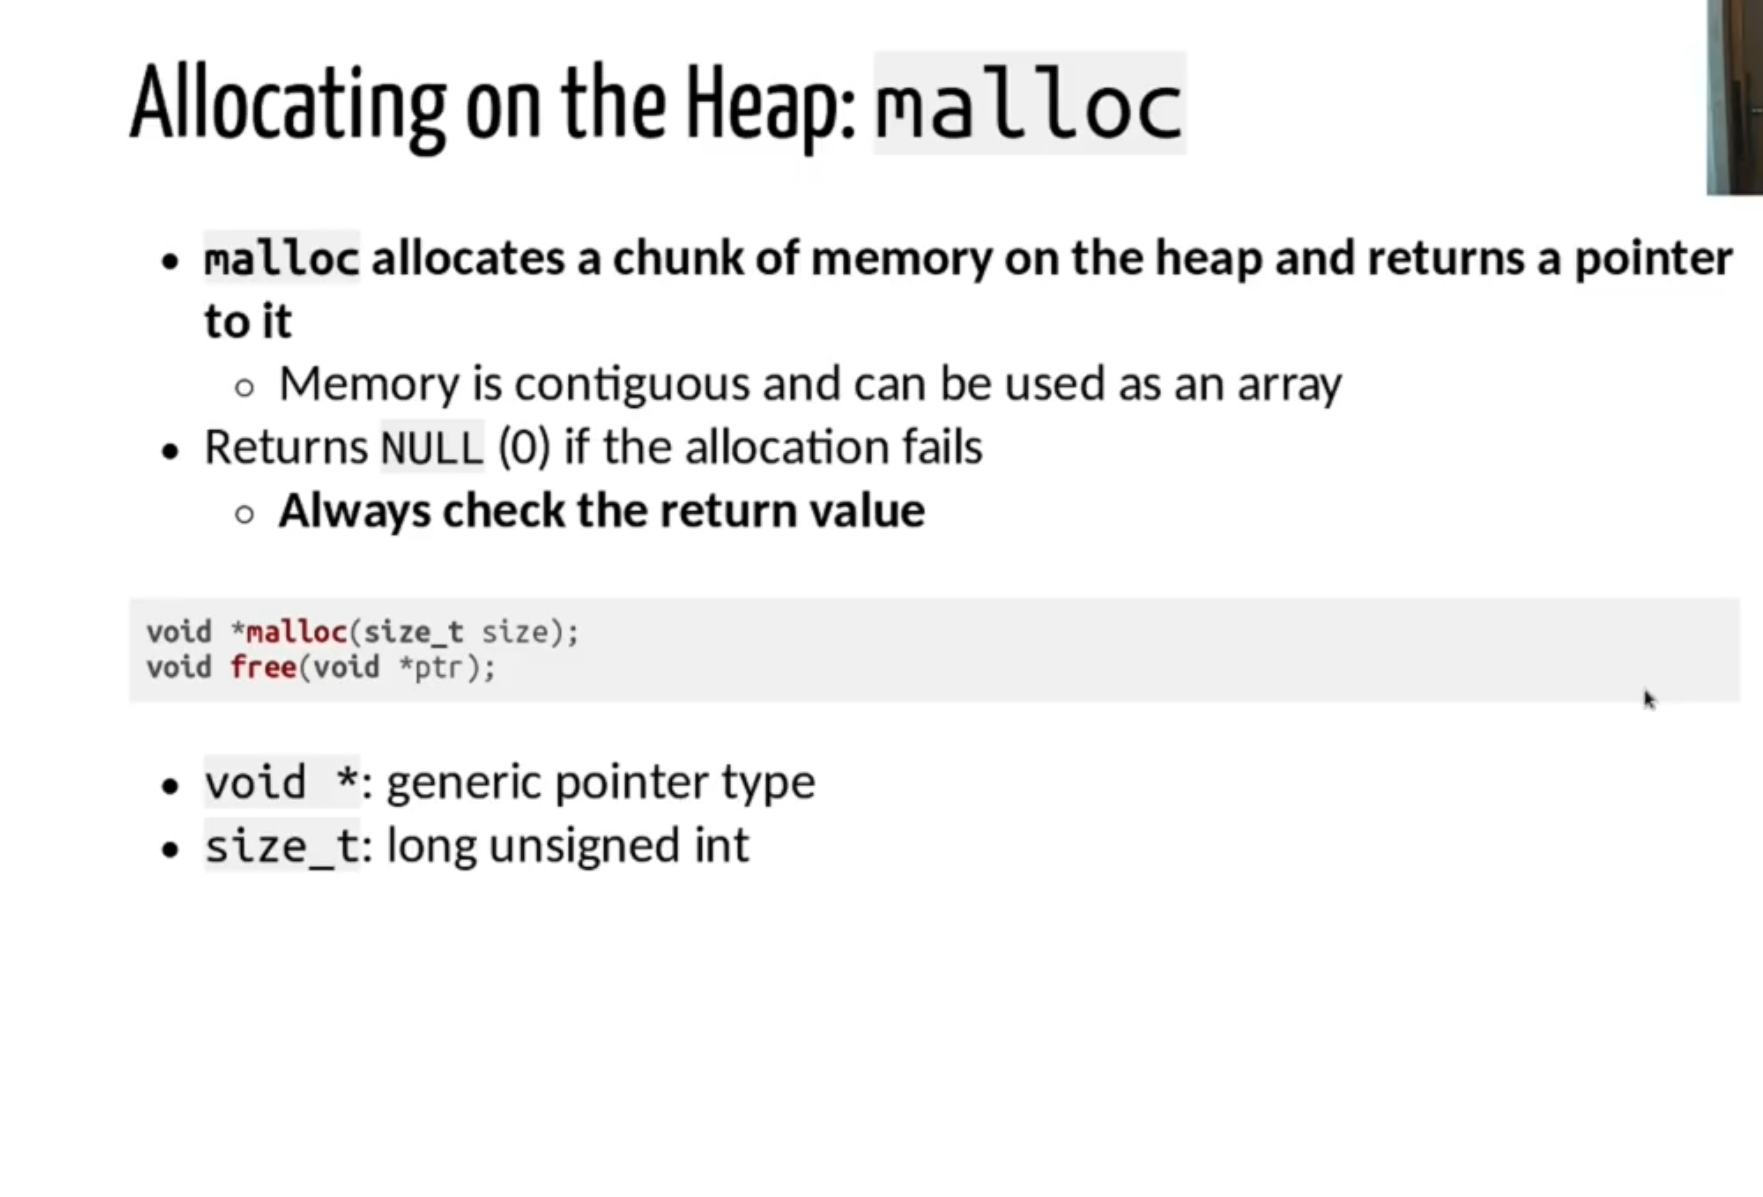 Allocating on the Heap: malloc
• malloc allocates a chunk of memory on the heap and returns a pointer
to it
○ Memory is contiguous and can be used as an array
• Returns NULL (0) if the allocation fails
○ Always check the return value
void *malloc(size_t size);
void free(void *ptr);
• void *: generic pointer type
• size_t: long unsigned int